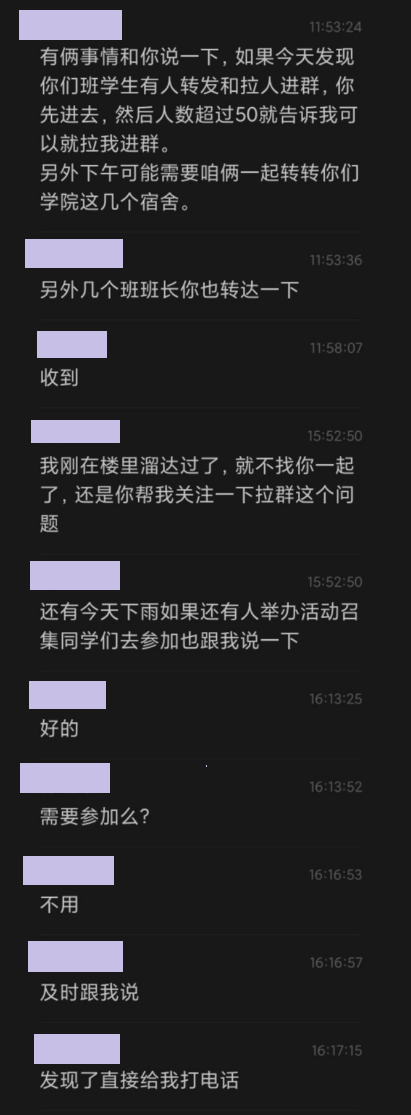 11:53:24
有俩事情和你说一下，如果今天发现
你们班学生有人转发和拉人进群，你
先进去，然后人数超过50就告诉我可
以就拉我进群。
另外下午可能需要咱俩一起转转你们
学院这几个宿舍。
11:53:36
另外几个班班长你也转达一下
11:58:07
收到
15:52:50
我刚在楼里溜达过了，就不找你一起
了，还是你帮我关注一下拉群这个问
题
15:52:50
还有今天下雨如果还有人举办活动召
集同学们去参加也跟我说一下
16:13:25
好的
16:13:52
需要参加么？
16:16:53
不用
16:16:57
及时跟我说
16:17:15
发现了直接给我打电话